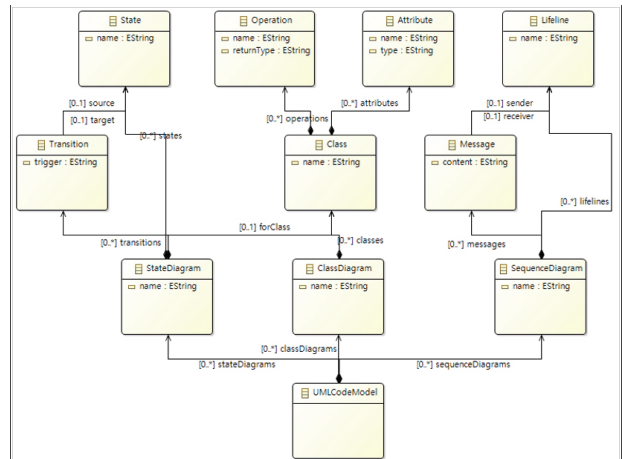 State
name : EString
Operation
name : EString
returnType : EString
Attribute
name : EString
type : EString
Lifeline
name : EString
[0..1] source
[0..1] target
[0..*] states
[0..*] operations
[0..*] attributes
[0..1] sender
[0..1] receiver
Transition
trigger : EString
Class
name : EString
Message
content : EString
[0..*] lifelines
[0..*] transitions
[0..1] forClass
[0..*] classes
[0..*] messages
StateDiagram
name : EString
ClassDiagram
name : EString
SequenceDiagram
name : EString
[0..*] classDiagrams
[0..*] stateDiagrams
[0..*] sequenceDiagrams
UMLCodeModel